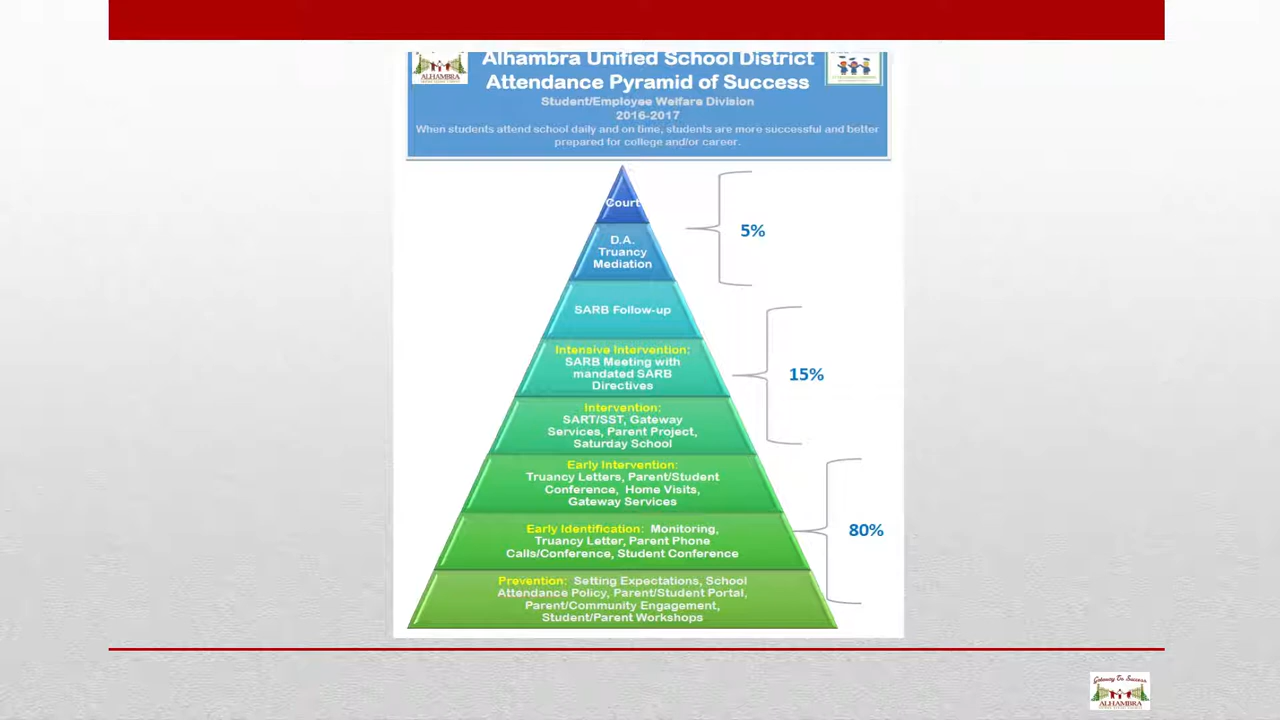 Alhambra Unified School District
Attendance Pyramid of Success
Student/Employee Welfare Division
2016-2017
When students attend school daily and on time, students are more successful and better
prepared for college and/or career.
ALHAMBRA
Court
5%
D.A.
Truancy
Mediation
SARB Follow-up
Intensive Intervention:
SARB Meeting with
mandated SARB
Directives
15%
Intervention:
SART/SST, Gateway
Services, Parent Project,
Saturday School
Early Intervention:
Truancy Letters, Parent/Student
Conference, Home Visits,
Gateway Services
80%
Early Identification: Monitoring,
Truancy Letter, Parent Phone
Calls/Conference, Student Conference
Prevention: Setting Expectations, School
Attendance Policy, Parent/Student Portal,
Parent/Community Engagement,
Student/Parent Workshops
Gateway To Success
ALHAMBRA